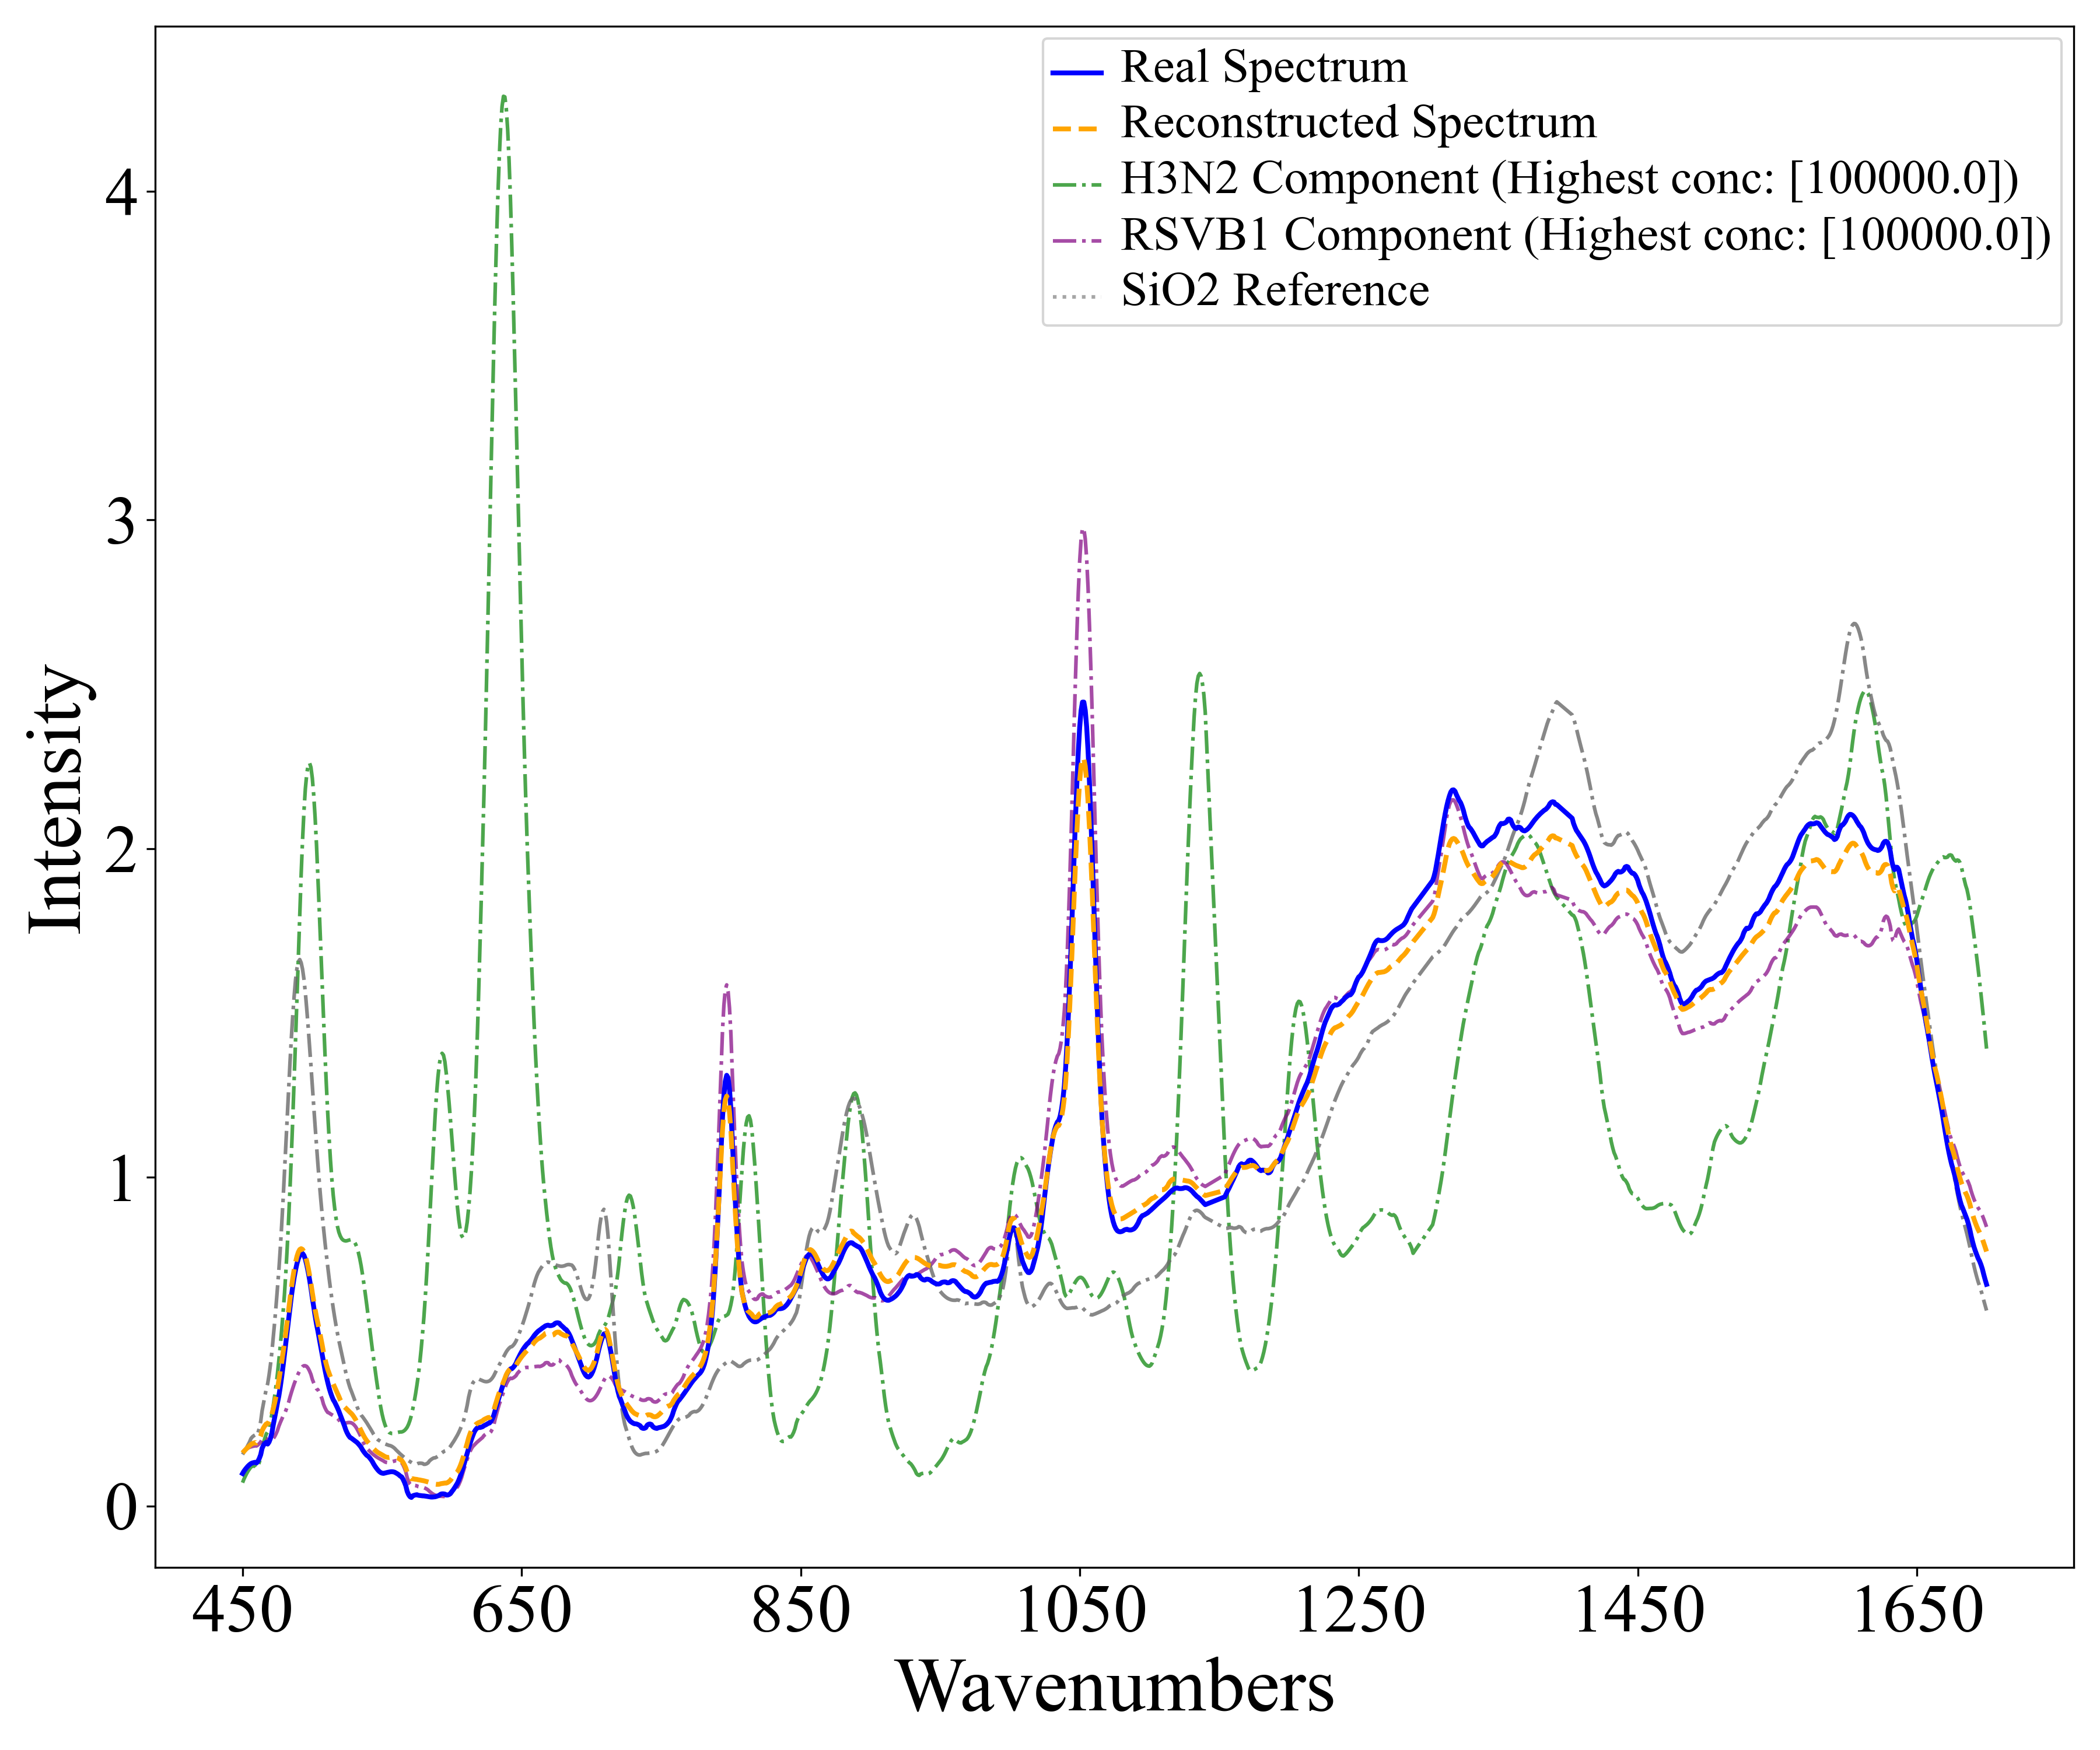 Real Spectrum
Reconstructed Spectrum
H3N2 Component (Highest conc: [100000.0])
RSVB1 Component (Highest conc: [100000.0])
SiO2 Reference
Intensity
4
3
2
1
0
450 650 850 1050 1250 1450 1650
Wavenumbers